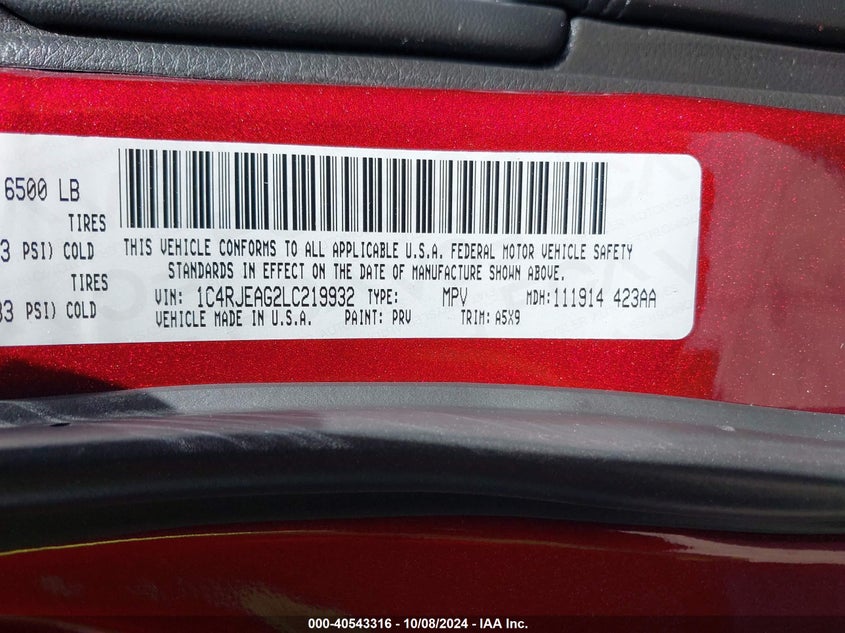 6500 LB
TIRES
3 PSI) COLD
TIRES
33 PSI) COLD
THIS VEHICLE CONFORMS TO ALL APPLICABLE U.S.A. FEDERAL MOTOR VEHICLE SAFETY
STANDARDS IN EFFECT ON THE DATE OF MANUFACTURE SHOWN ABOVE.
VIN: 1C4RJEAG2LC219932 TYPE: MPV MDH:111914 423AA
VEHICLE MADE IN U.S.A. PAINT: PRV TRIM: A5X9
000-40543316 - 10/08/2024 - IAA Inc.